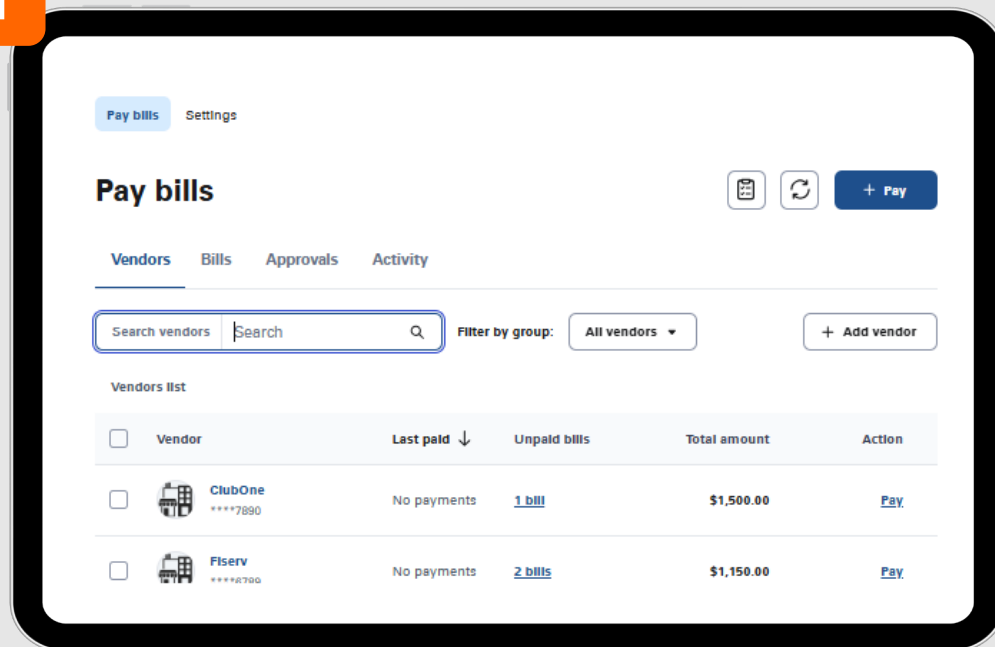 Pay bills Settings
Pay bills
+ Pay
Vendors Bills Approvals Activity
Search vendors Search Filter by group: All vendors + Add vendor
Vendors list
Vendor Last paid ↓ Unpaid bills Total amount Action
ClubOne
****7890
No payments 1 bill $1,500.00 Pay
Fiserv
****6789
No payments 2 bills $1,150.00 Pay